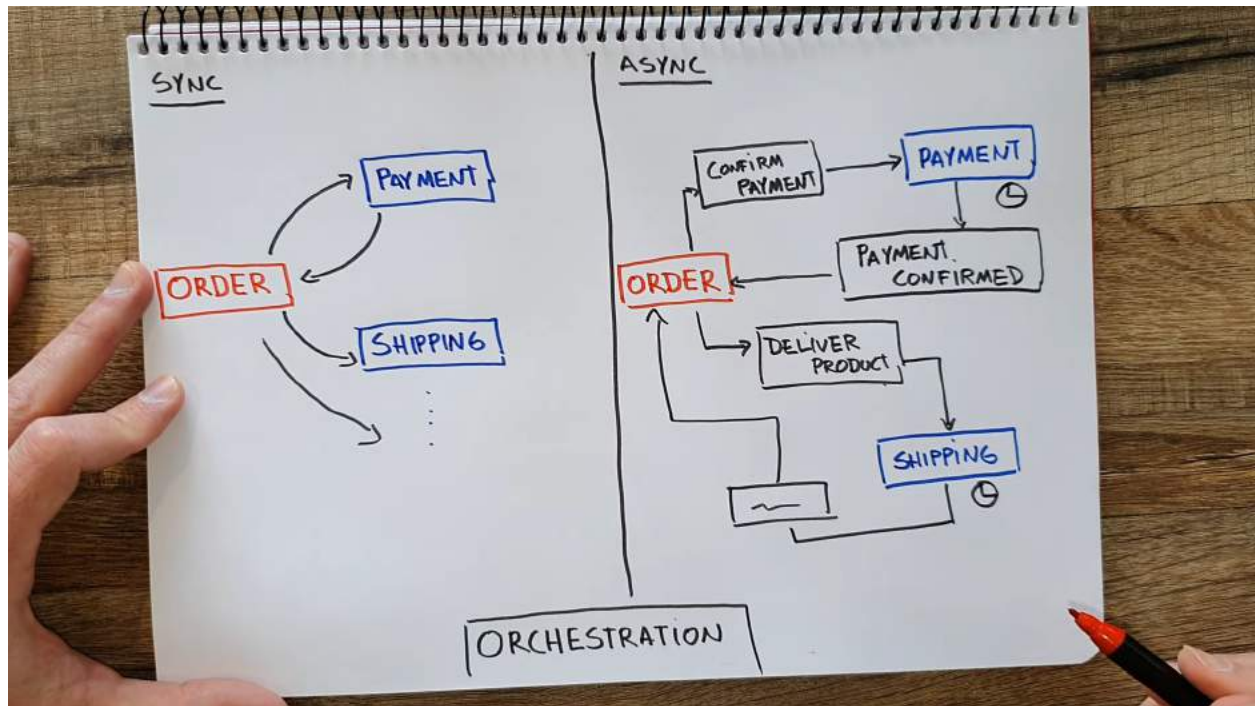 SYNC
PAYMENT
ORDER
SHIPPING
ASYNC
CONFIRM
PAYMENT
PAYMENT
PAYMENT
CONFIRMED
ORDER
DELIVER
PRODUCT
SHIPPING
ORCHESTRATION